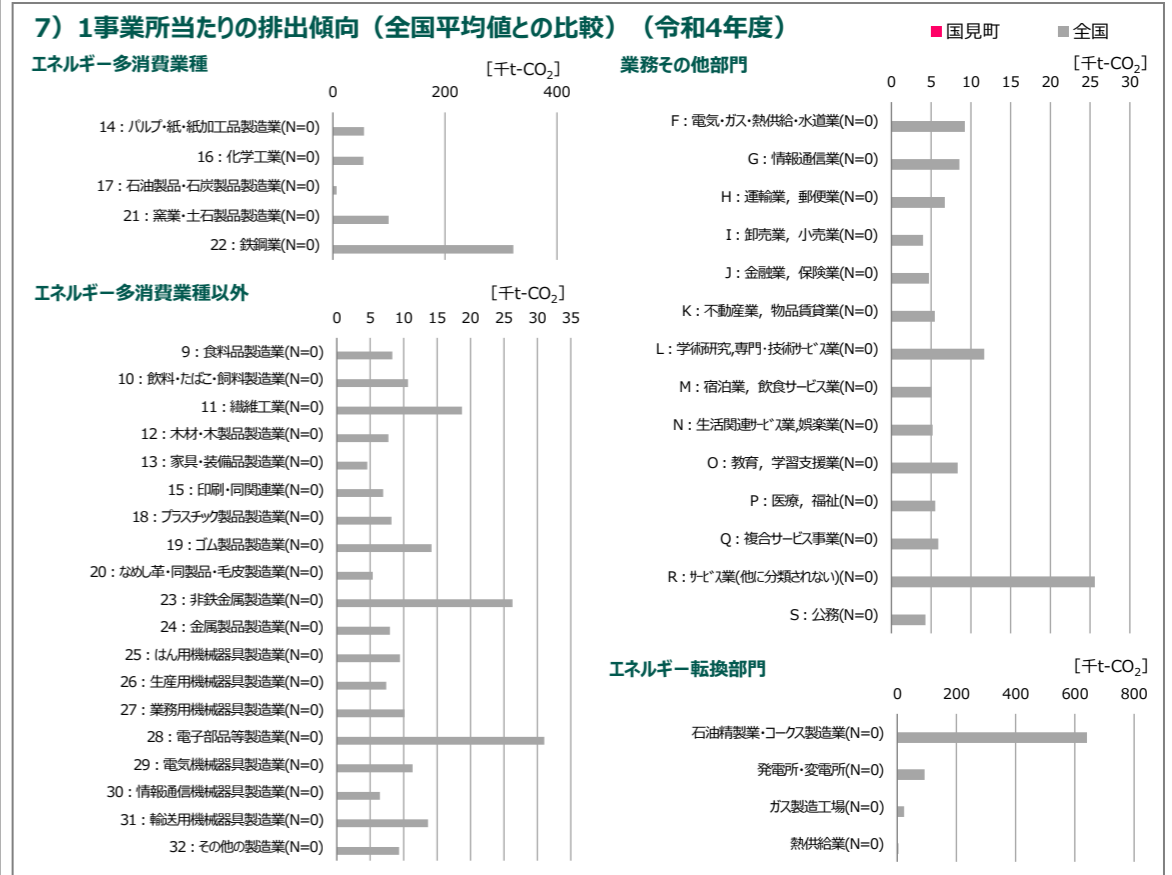 7）1事業所当たりの排出傾向（全国平均値との比較）（令和4年度）
■国見町 ■全国
エネルギー多消費業種
[千t-CO₂]
0 200 400
14：パルプ・紙・紙加工品製造業(N=0)
16：化学工業(N=0)
17：石油製品・石炭製品製造業(N=0)
21：窯業・土石製品製造業(N=0)
22：鉄鋼業(N=0)
エネルギー多消費業種以外
[千t-CO₂]
0 5 10 15 20 25 30 35
9：食料品製造業(N=0)
10：飲料・たばこ・飼料製造業(N=0)
11：繊維工業(N=0)
12：木材・木製品製造業(N=0)
13：家具・装備品製造業(N=0)
15：印刷・同関連業(N=0)
18：プラスチック製品製造業(N=0)
19：ゴム製品製造業(N=0)
20：なめし革・同製品・毛皮製造業(N=0)
23：非鉄金属製造業(N=0)
24：金属製品製造業(N=0)
25：はん用機械器具製造業(N=0)
26：生産用機械器具製造業(N=0)
27：業務用機械器具製造業(N=0)
28：電子部品等製造業(N=0)
29：電気機械器具製造業(N=0)
30：情報通信機械器具製造業(N=0)
31：輸送用機械器具製造業(N=0)
32：その他の製造業(N=0)
業務その他部門
[千t-CO₂]
0 5 10 15 20 25 30
F：電気・ガス・熱供給・水道業(N=0)
G：情報通信業(N=0)
H：運輸業，郵便業(N=0)
I：卸売業，小売業(N=0)
J：金融業，保険業(N=0)
K：不動産業，物品賃貸業(N=0)
L：学術研究,専門・技術ｻｰﾋﾞｽ業(N=0)
M：宿泊業，飲食サービス業(N=0)
N：生活関連ｻｰﾋﾞｽ業,娯楽業(N=0)
O：教育，学習支援業(N=0)
P：医療，福祉(N=0)
Q：複合サービス事業(N=0)
R：ｻｰﾋﾞｽ業(他に分類されない)(N=0)
S：公務(N=0)
エネルギー転換部門
[千t-CO₂]
0 200 400 600 800
石油精製業・コークス製造業(N=0)
発電所・変電所(N=0)
ガス製造工場(N=0)
熱供給業(N=0)